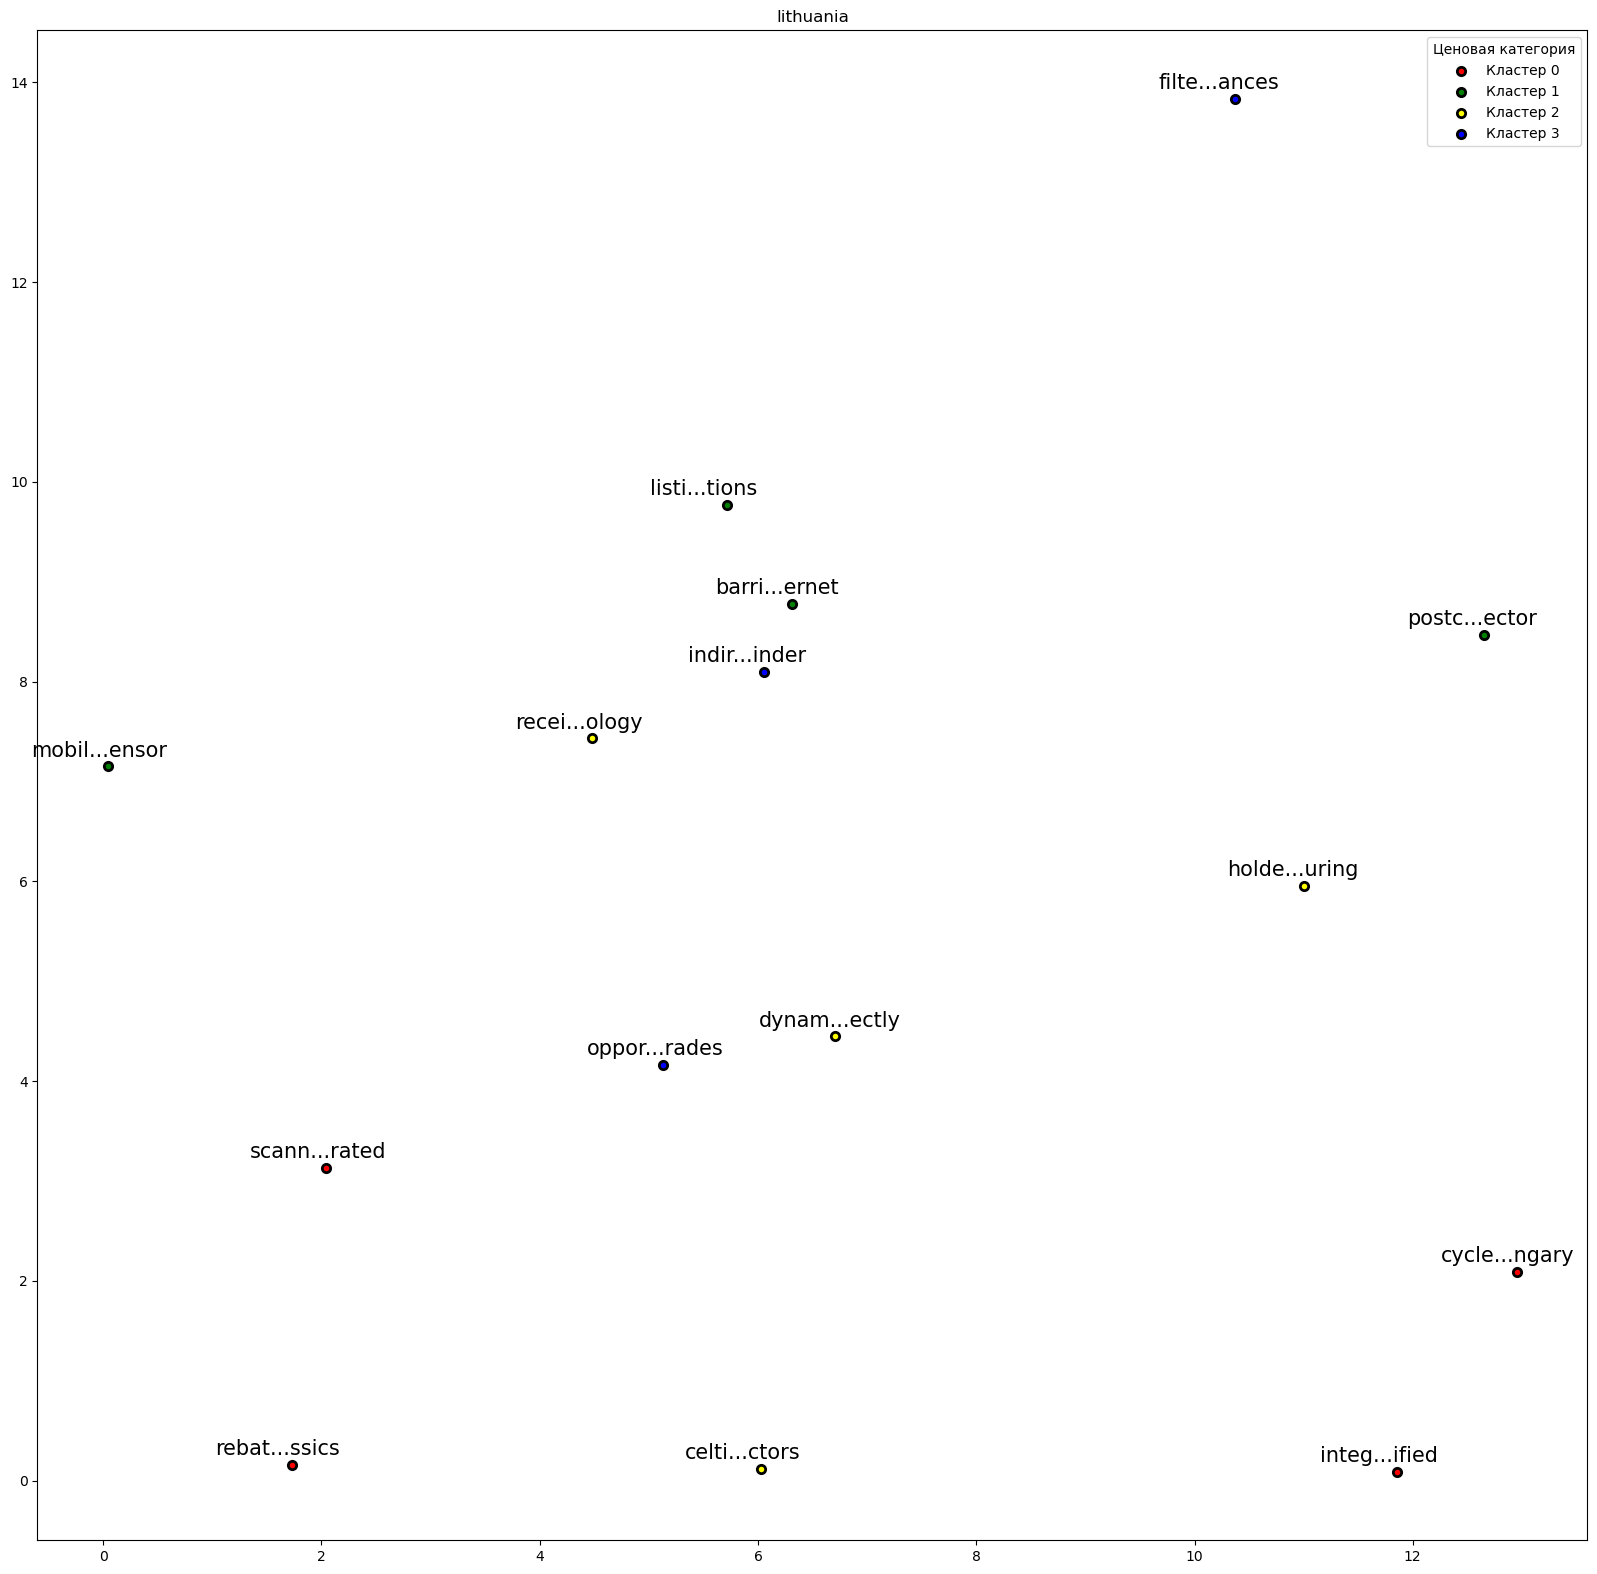 lithuania
Ценовая категория
Кластер 0
Кластер 1
Кластер 2
Кластер 3
filte...ances
listi...tions
barri...ernet
postc...ector
indir...inder
recei...ology
mobil...ensor
holde...uring
dynam...ectly
oppor...rades
scann...rated
cycle...ngary
rebat...ssics
celti...ctors
integ...ified
14
12
10
8
6
4
2
0
0 2 4 6 8 10 12